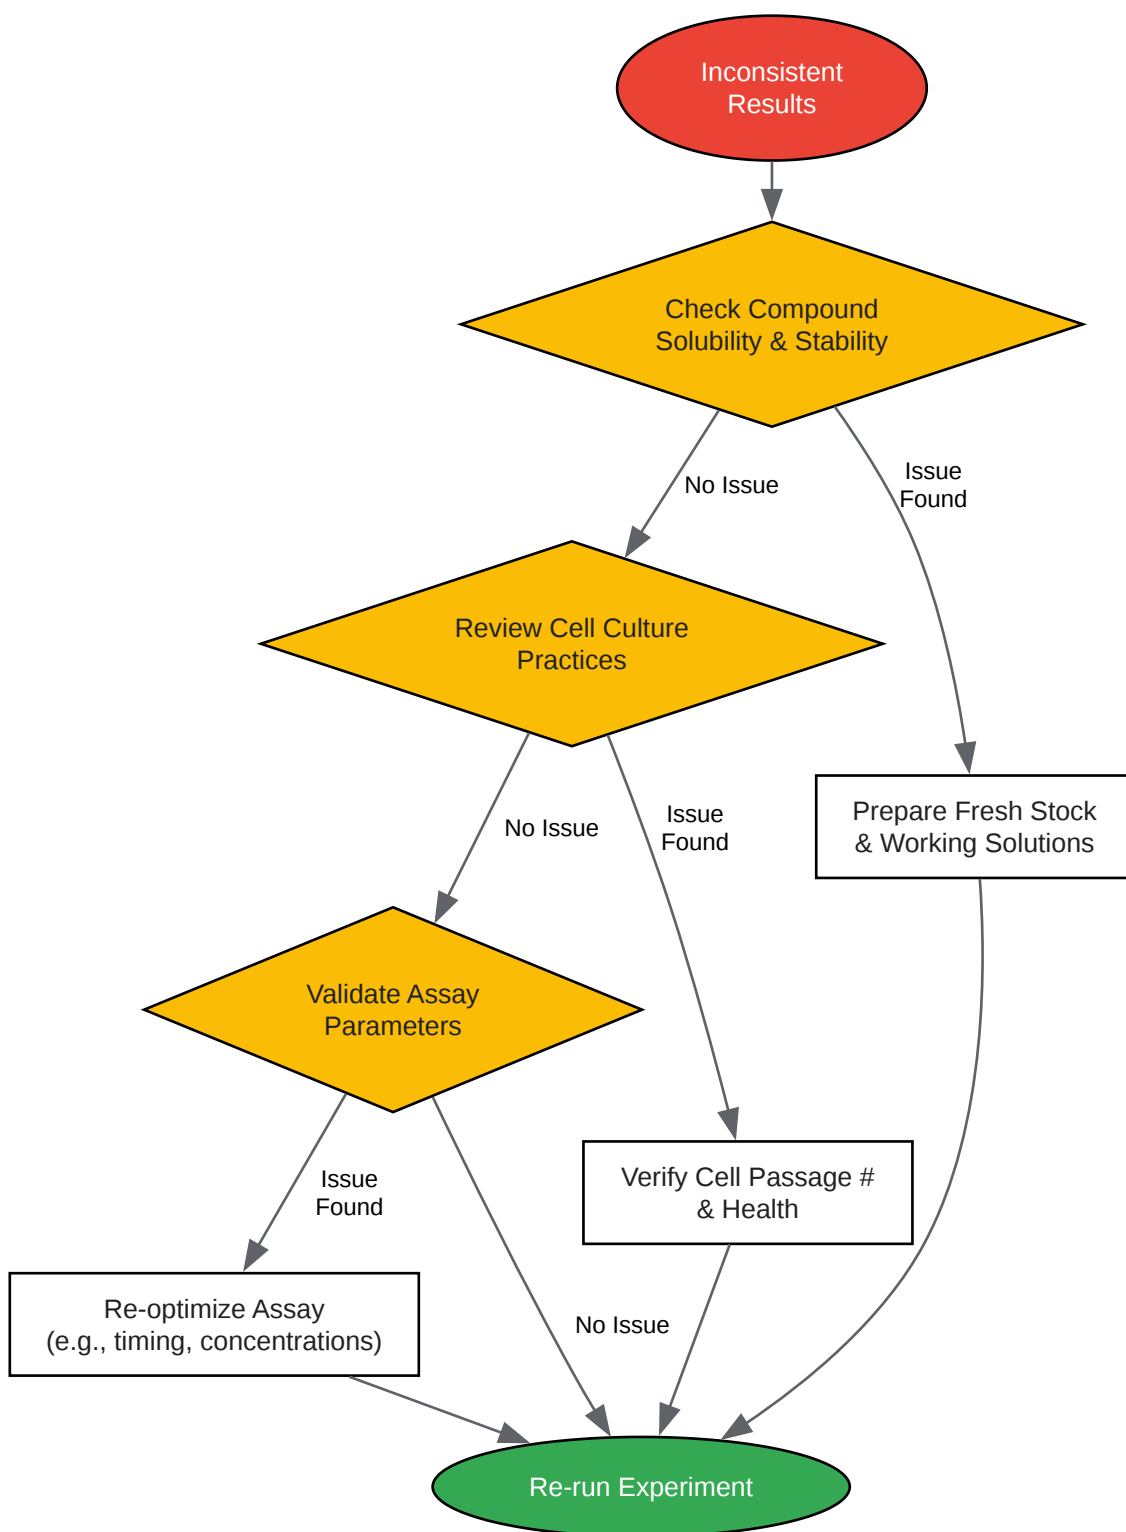 Inconsistent
Results
Check Compound
Solubility & Stability
No Issue
Issue
Found
Review Cell Culture
Practices
No Issue
Issue
Found
Prepare Fresh Stock
& Working Solutions
Validate Assay
Parameters
Issue
Found
No Issue
Verify Cell Passage #
& Health
Re-optimize Assay
(e.g., timing, concentrations)
Re-run Experiment